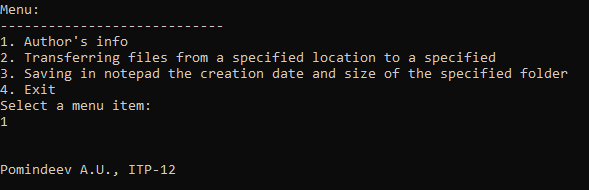 Menu:
----------------------------
1. Author's info
2. Transferring files from a specified location to a specified
3. Saving in notepad the creation date and size of the specified folder
4. Exit
Select a menu item:
1
Pomindeev A.U., ITP-12